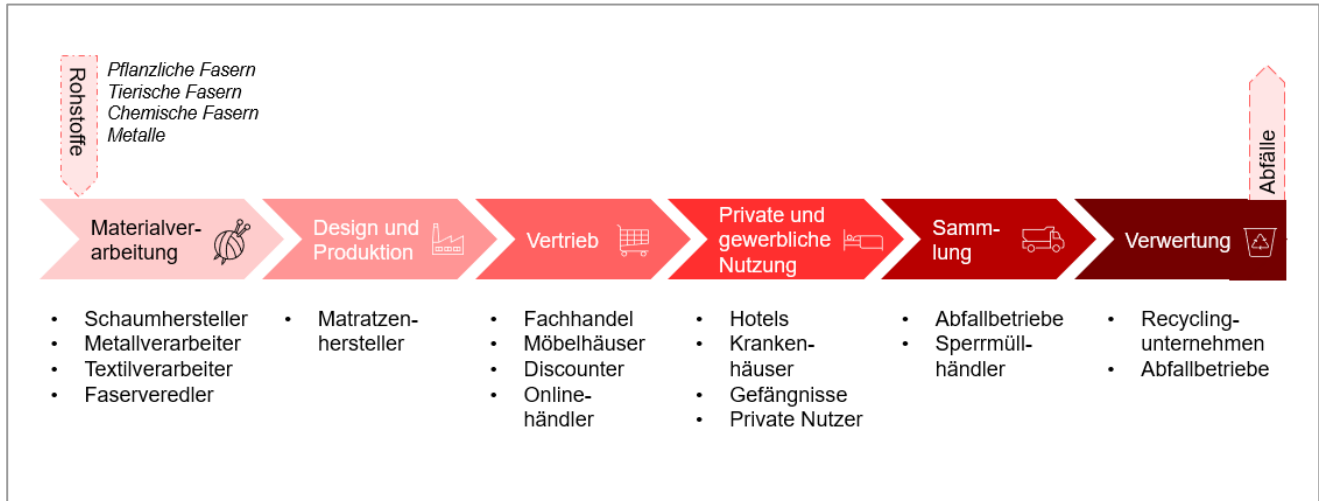 Rohstoffe
Pflanzliche Fasern
Tierische Fasern
Chemische Fasern
Metalle
Abfälle
Materialver-
arbeitung
Design und
Produktion
Vertrieb
Private und
gewerbliche
Nutzung
Samm-
lung
Verwertung
• Schaumhersteller
• Metallverarbeiter
• Textilverarbeiter
• Faserveredler
• Matratzen-
hersteller
• Fachhandel
• Möbelhäuser
• Discounter
• Online-
händler
• Hotels
• Kranken-
häuser
• Gefängnisse
• Private Nutzer
• Abfallbetriebe
• Sperrmüll-
händler
• Recycling-
unternehmen
• Abfallbetriebe